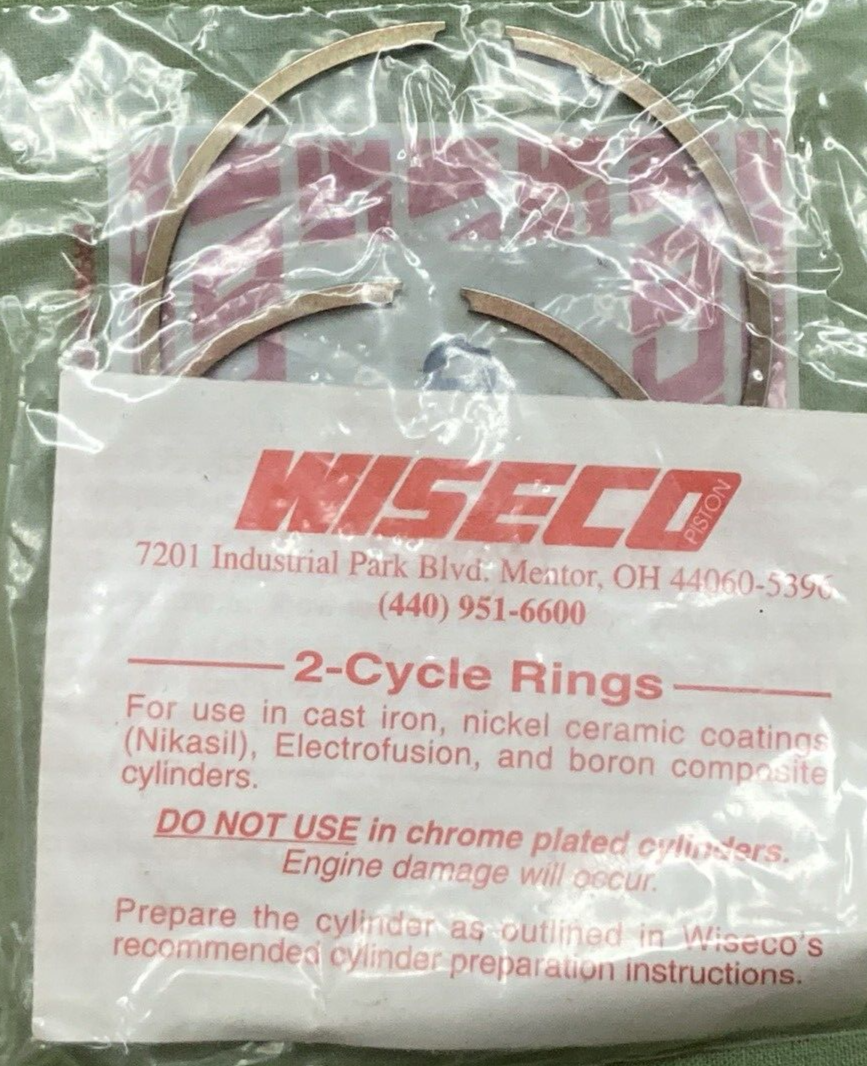 WISECO
PISTON
7201 Industrial Park Blvd. Mentor, OH 44060-5396
(440) 951-6600
2-Cycle Rings
For use in cast iron, nickel ceramic coatings
(Nikasil), Electrofusion, and boron composite
cylinders.
DO NOT USE in chrome plated cylinders.
Engine damage will occur.
Prepare the cylinder as outlined in Wiseco's
recommended cylinder preparation instructions.